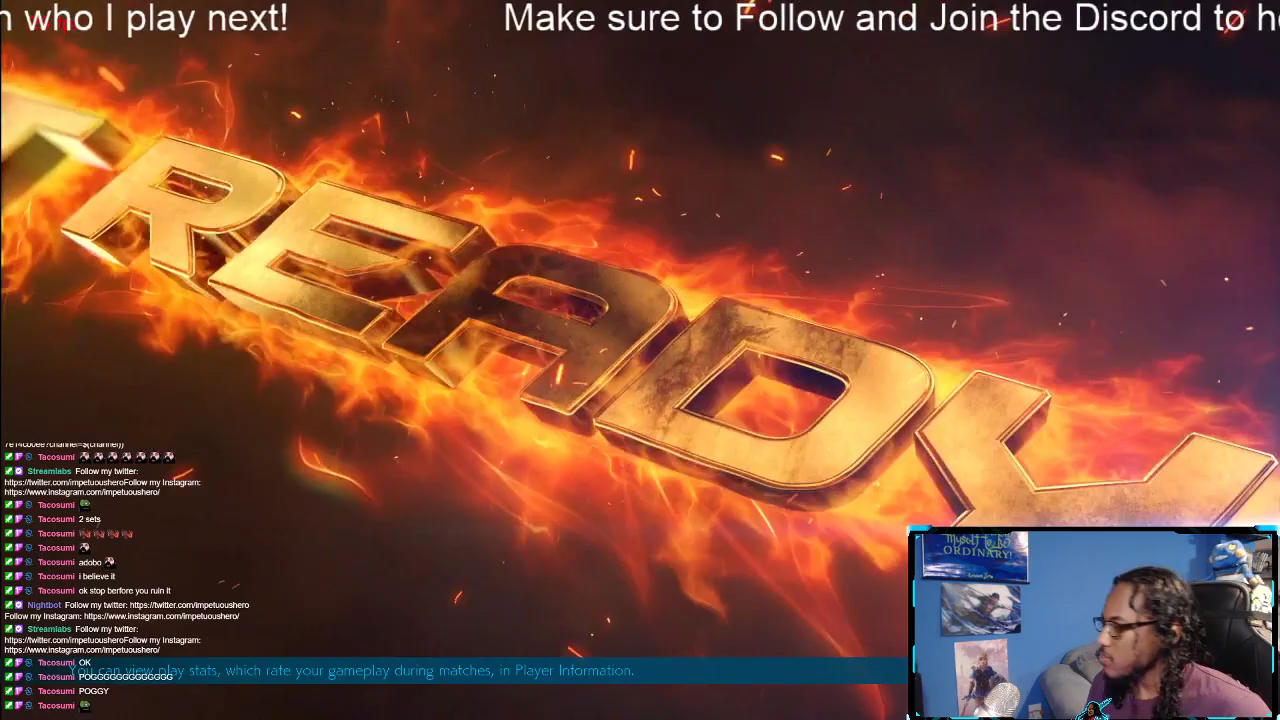 n who I play next!
Make sure to Follow and Join the Discord to h
READY
Tacosumi
Streamlabs Follow my twitter:
https://twitter.com/impetuousheroFollow my Instagram:
https://www.instagram.com/impetuoushero/
Tacosumi
Tacosumi 2 sets
Tacosumi
Tacosumi
Tacosumi adobo
Tacosumi i believe it
Tacosumi ok stop berfore you ruin it
Nightbot Follow my twitter: https://twitter.com/impetuoushero
Follow my Instagram: https://www.instagram.com/impetuoushero/
Streamlabs Follow my twitter:
https://twitter.com/impetuousheroFollow my Instagram:
https://www.instagram.com/impetuoushero/
Tacosumi OK
You can view play stats, which rate your gameplay during matches, in Player Information.
Tacosumi POGGGGGGGGGGGGG
Tacosumi POGGY
Tacosumi
Myself To Be
ORDINARY!